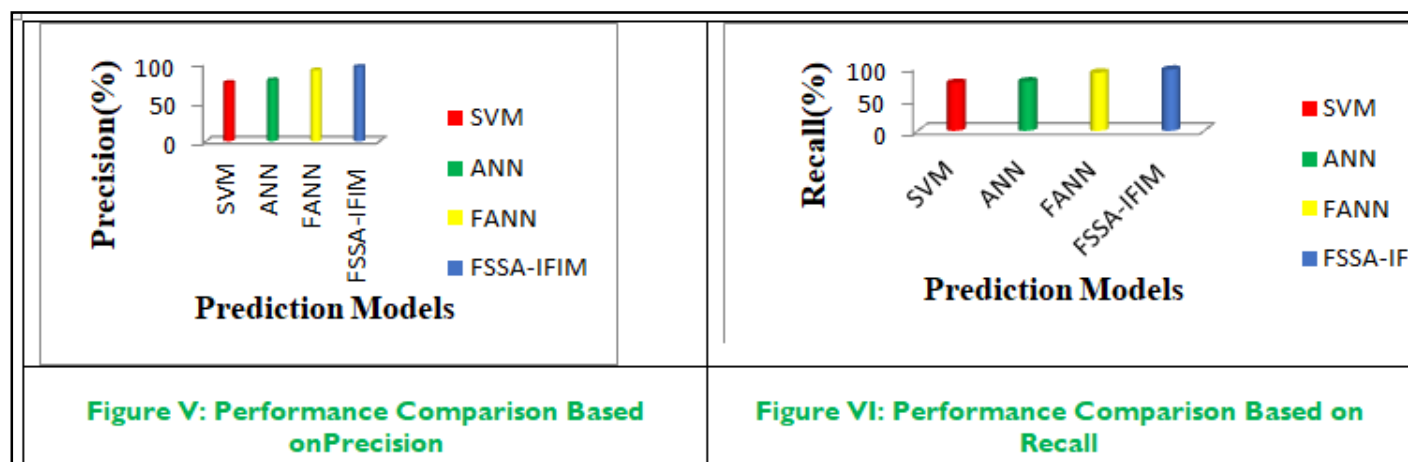 Precision(%)
100
50
0
SVM
ANN
FANN
FSSA-IFIM
Prediction Models
SVM
ANN
FANN
FSSA-IFIM
Figure V: Performance Comparison Based
onPrecision
Recall(%)
100
50
0
SVM
ANN
FANN
FSSA-IFIM
Prediction Models
SVM
ANN
FANN
FSSA-IF
Figure VI: Performance Comparison Based on
Recall